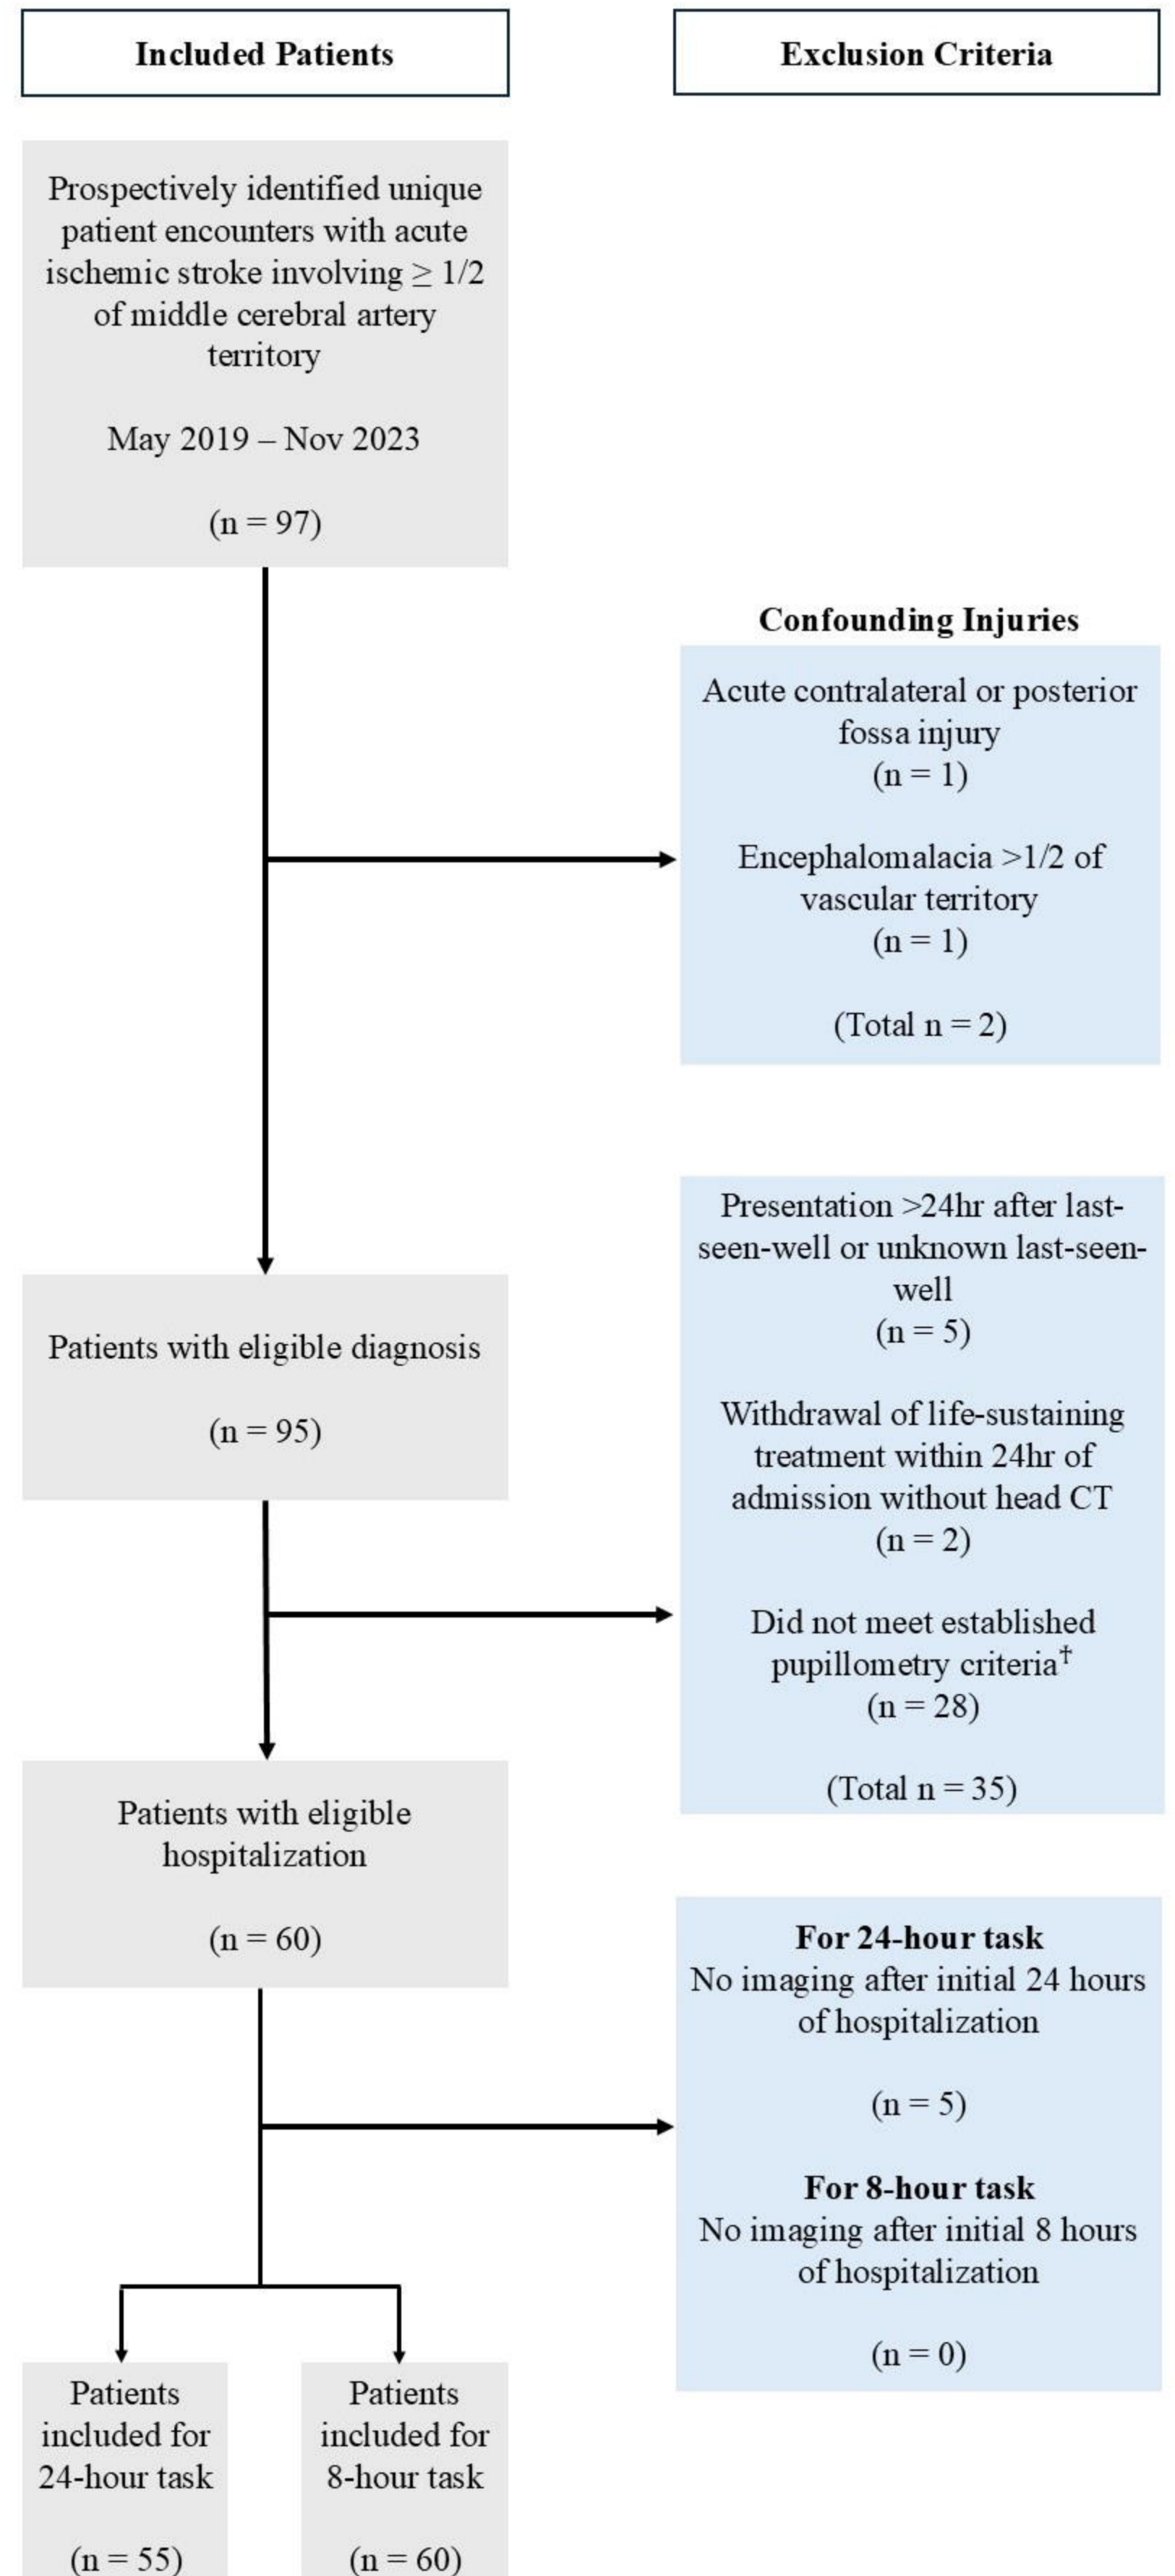 Included Patients
Exclusion Criteria
Prospectively identified unique
patient encounters with acute
ischemic stroke involving ≥ 1/2
of middle cerebral artery
territory
May 2019 – Nov 2023
(n = 97)
Confounding Injuries
Acute contralateral or posterior
fossa injury
(n = 1)
Encephalomalacia >1/2 of
vascular territory
(n = 1)
(Total n = 2)
Patients with eligible diagnosis
(n = 95)
Presentation >24hr after last-
seen-well or unknown last-seen-
well
(n = 5)
Withdrawal of life-sustaining
treatment within 24hr of
admission without head CT
(n = 2)
Did not meet established
pupillometry criteria†
(n = 28)
(Total n = 35)
Patients with eligible
hospitalization
(n = 60)
For 24-hour task
No imaging after initial 24 hours
of hospitalization
(n = 5)
For 8-hour task
No imaging after initial 8 hours
of hospitalization
(n = 0)
Patients
included for
24-hour task
(n = 55)
Patients
included for
8-hour task
(n = 60)